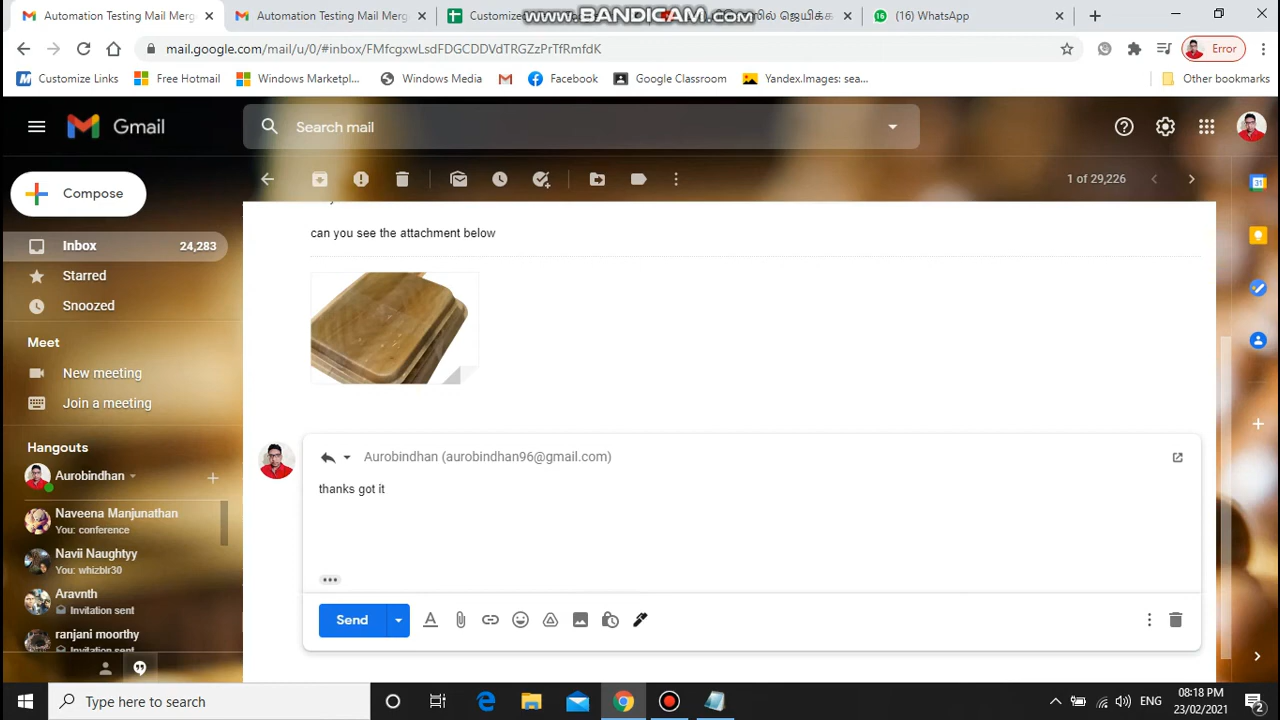 Automation Testing Mail Merg
Automation Testing Mail Merg
Customize
www.BANDICAM.com
ஜெயிக்க
(16) WhatsApp
mail.google.com/mail/u/0/#inbox/FMfcgxwLsdFDGCDDVdTRGZzPrTfRmfdK
Error
Customize Links
Free Hotmail
Windows Marketpl...
Windows Media
Facebook
Google Classroom
Yandex.Images: sea...
Other bookmarks
Gmail
Search mail
Compose
1 of 29,226
Inbox 24,283
Starred
Snoozed
Meet
New meeting
Join a meeting
Hangouts
Aurobindhan
Naveena Manjunathan
You: conference
Navii Naughtyy
You: whizblr30
Aravnth
Invitation sent
ranjani moorthy
Invitation sent
can you see the attachment below
Aurobindhan (aurobindhan96@gmail.com)
thanks got it
Send
Type here to search
ENG
08:18 PM
23/02/2021
2